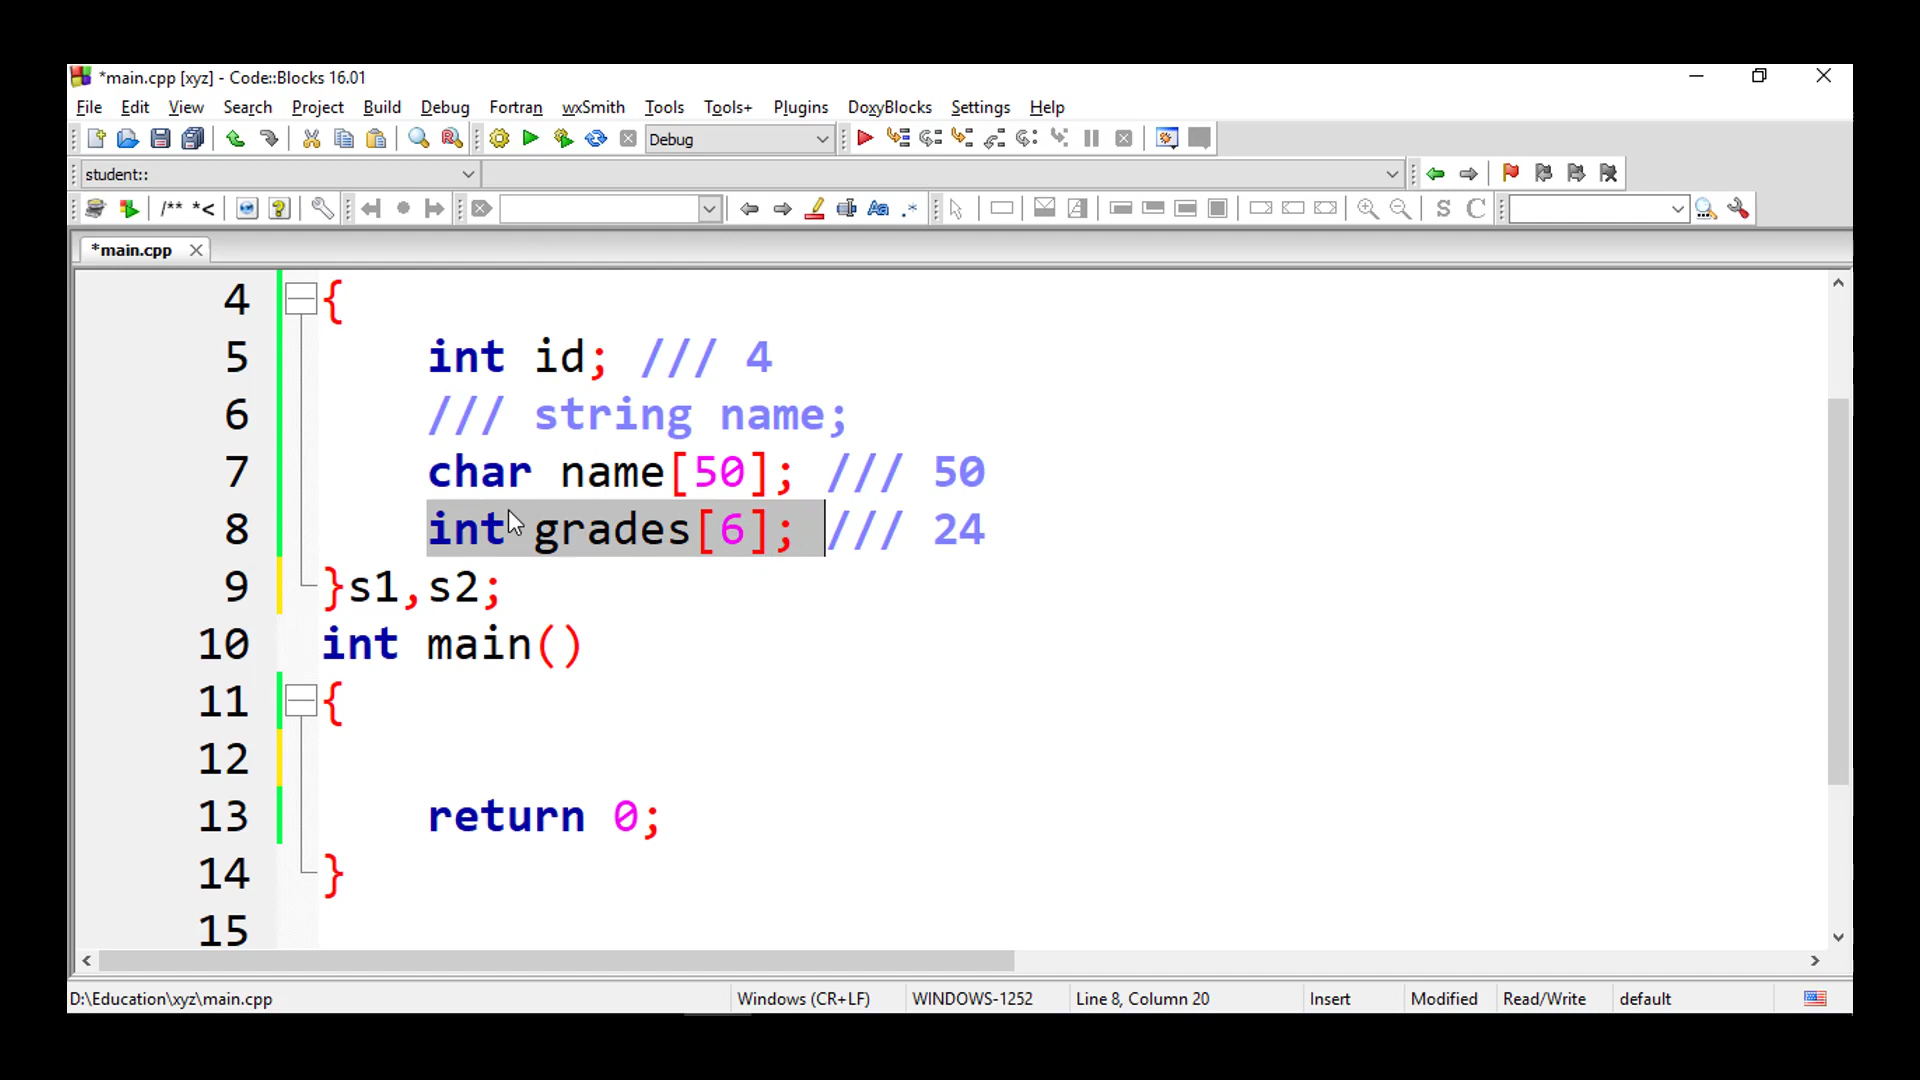 *main.cpp [xyz] - Code::Blocks 16.01
File Edit View Search Project Build Debug Fortran wxSmith Tools Tools+ Plugins DoxyBlocks Settings Help
Debug
student::
/** *< Aa .* S C
*main.cpp
4 {
5 int id; /// 4
6 /// string name;
7 char name[50]; /// 50
8 int grades[6]; /// 24
9 }s1,s2;
10 int main()
11 {
12
13 return 0;
14 }
15
D:\Education\xyz\main.cpp Windows (CR+LF) WINDOWS-1252 Line 8, Column 20 Insert Modified Read/Write default